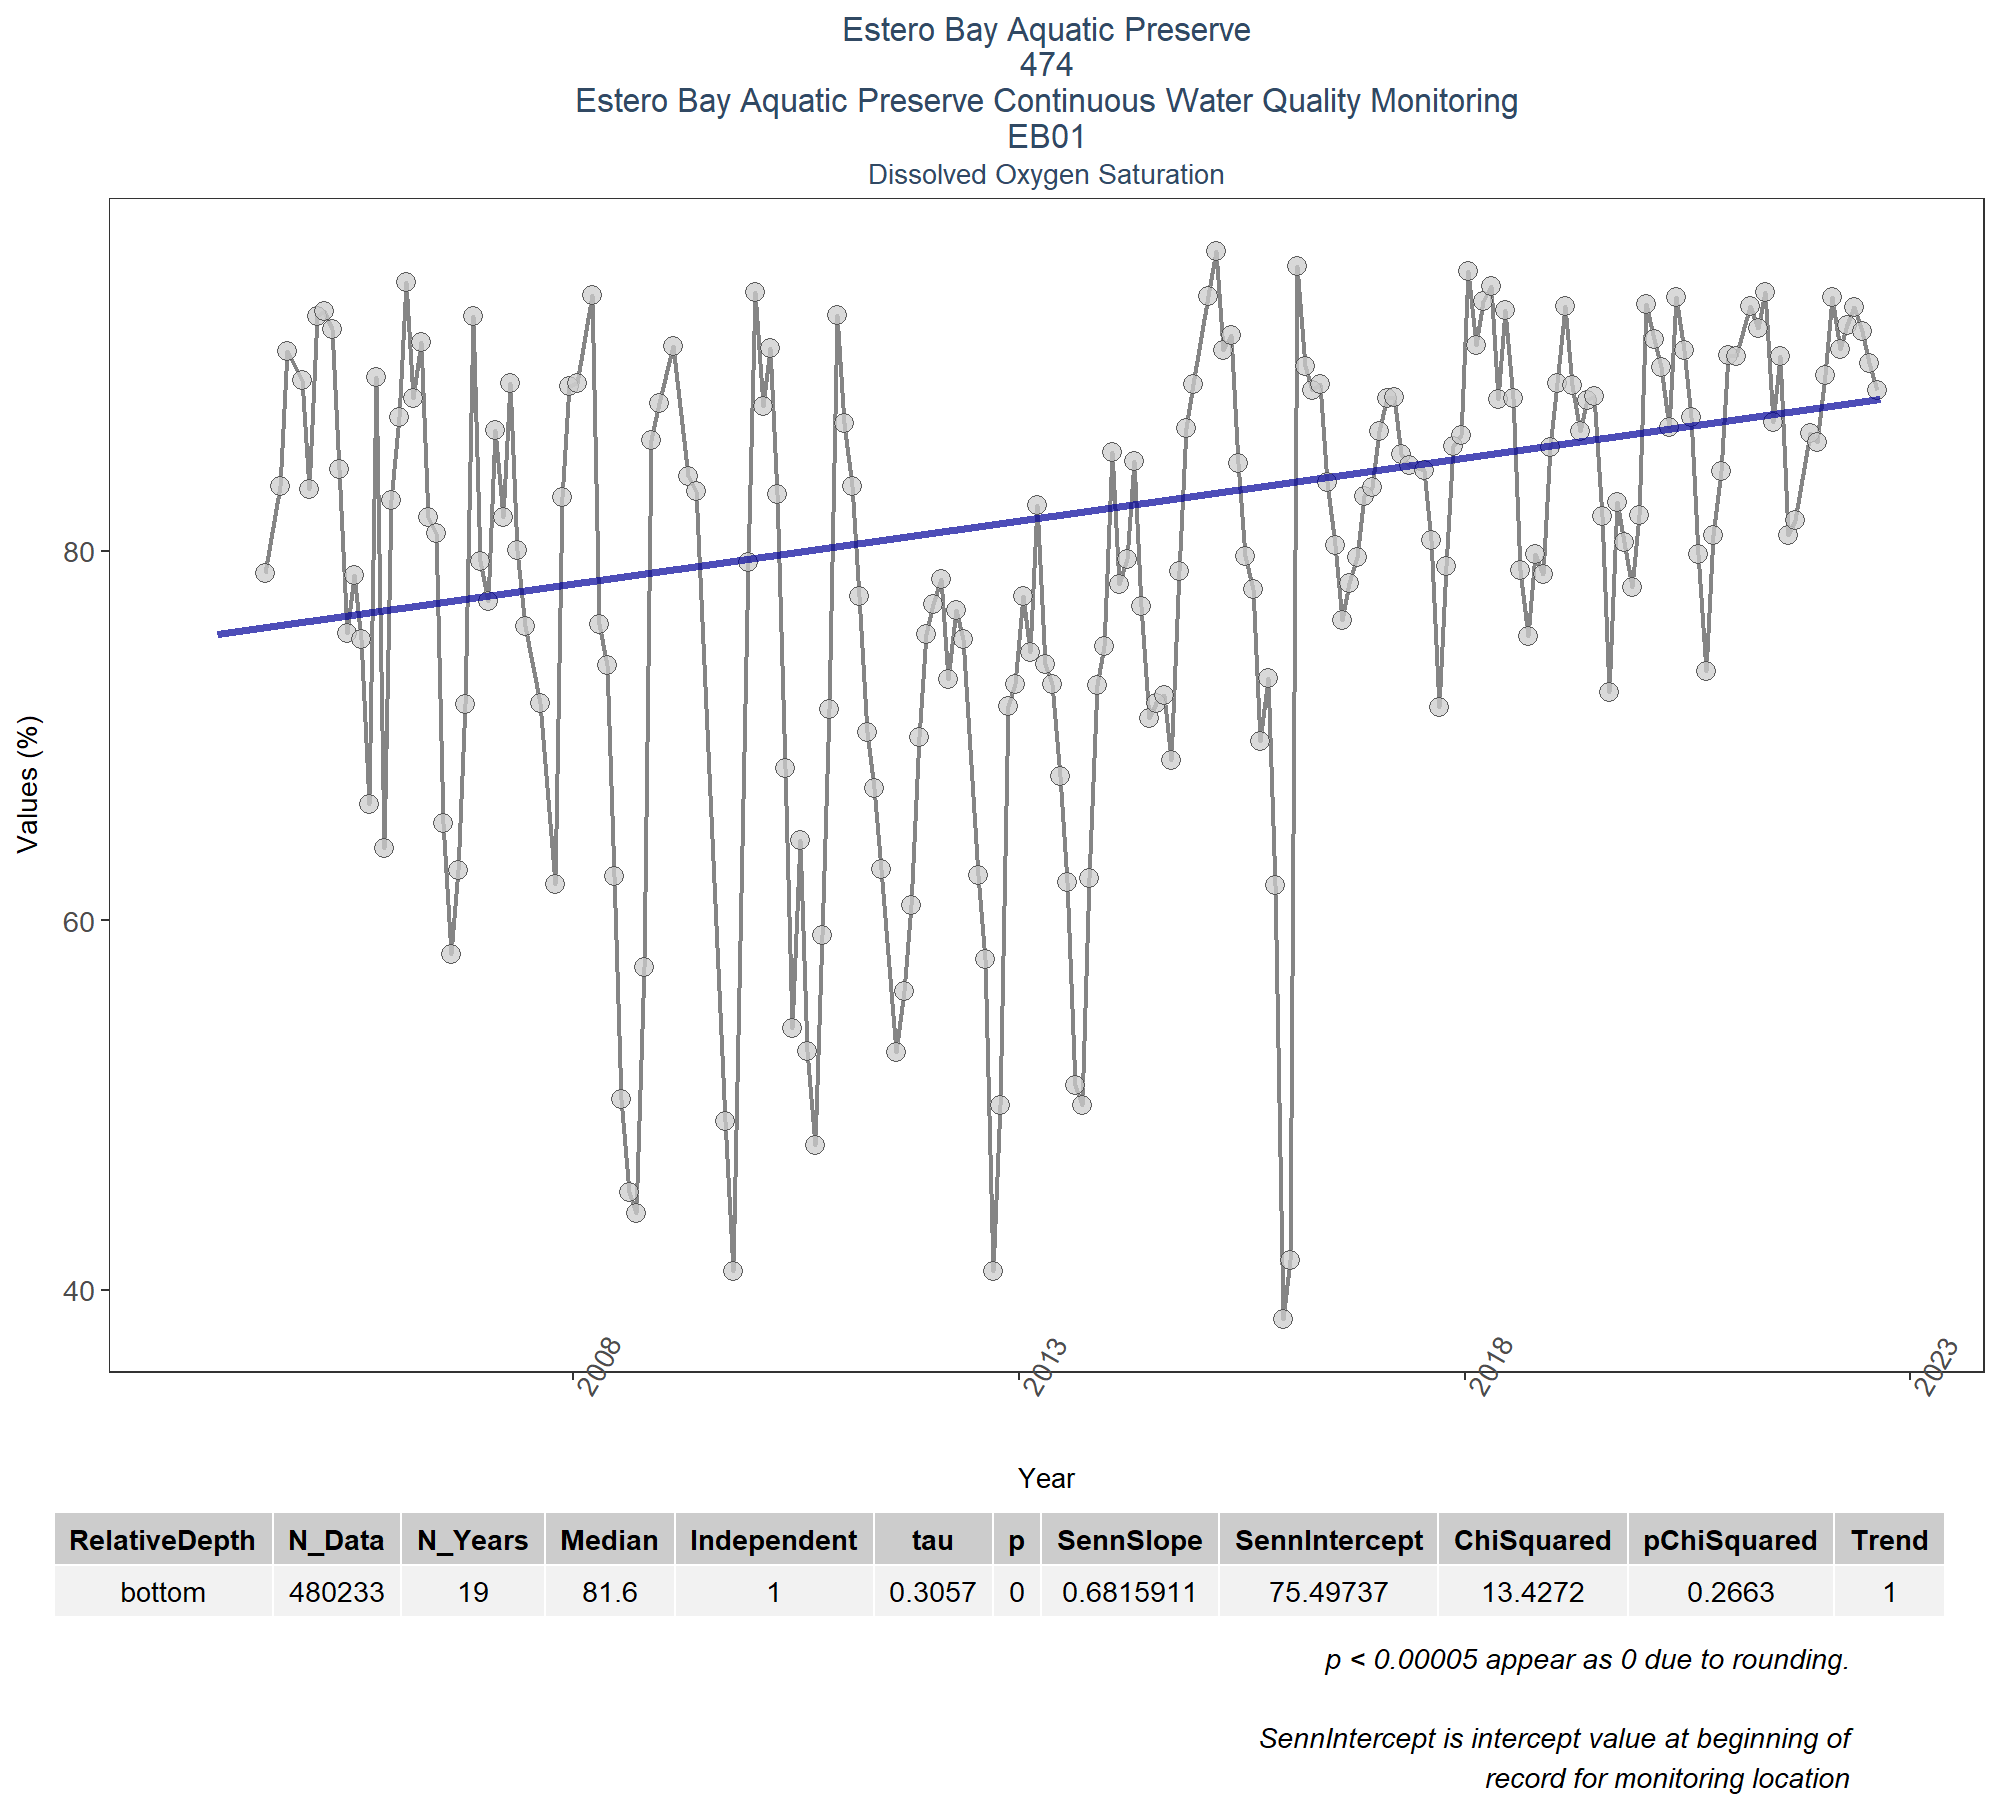 Estero Bay Aquatic Preserve
474
Estero Bay Aquatic Preserve Continuous Water Quality Monitoring
EB01
Dissolved Oxygen Saturation
Values (%)
80
60
40
2008
2013
2018
2023
Year
RelativeDepth N_Data N_Years Median Independent tau p SennSlope SennIntercept ChiSquared pChiSquared Trend
bottom 480233 19 81.6 1 0.3057 0 0.6815911 75.49737 13.4272 0.2663 1
p < 0.00005 appear as 0 due to rounding.
SennIntercept is intercept value at beginning of
record for monitoring location